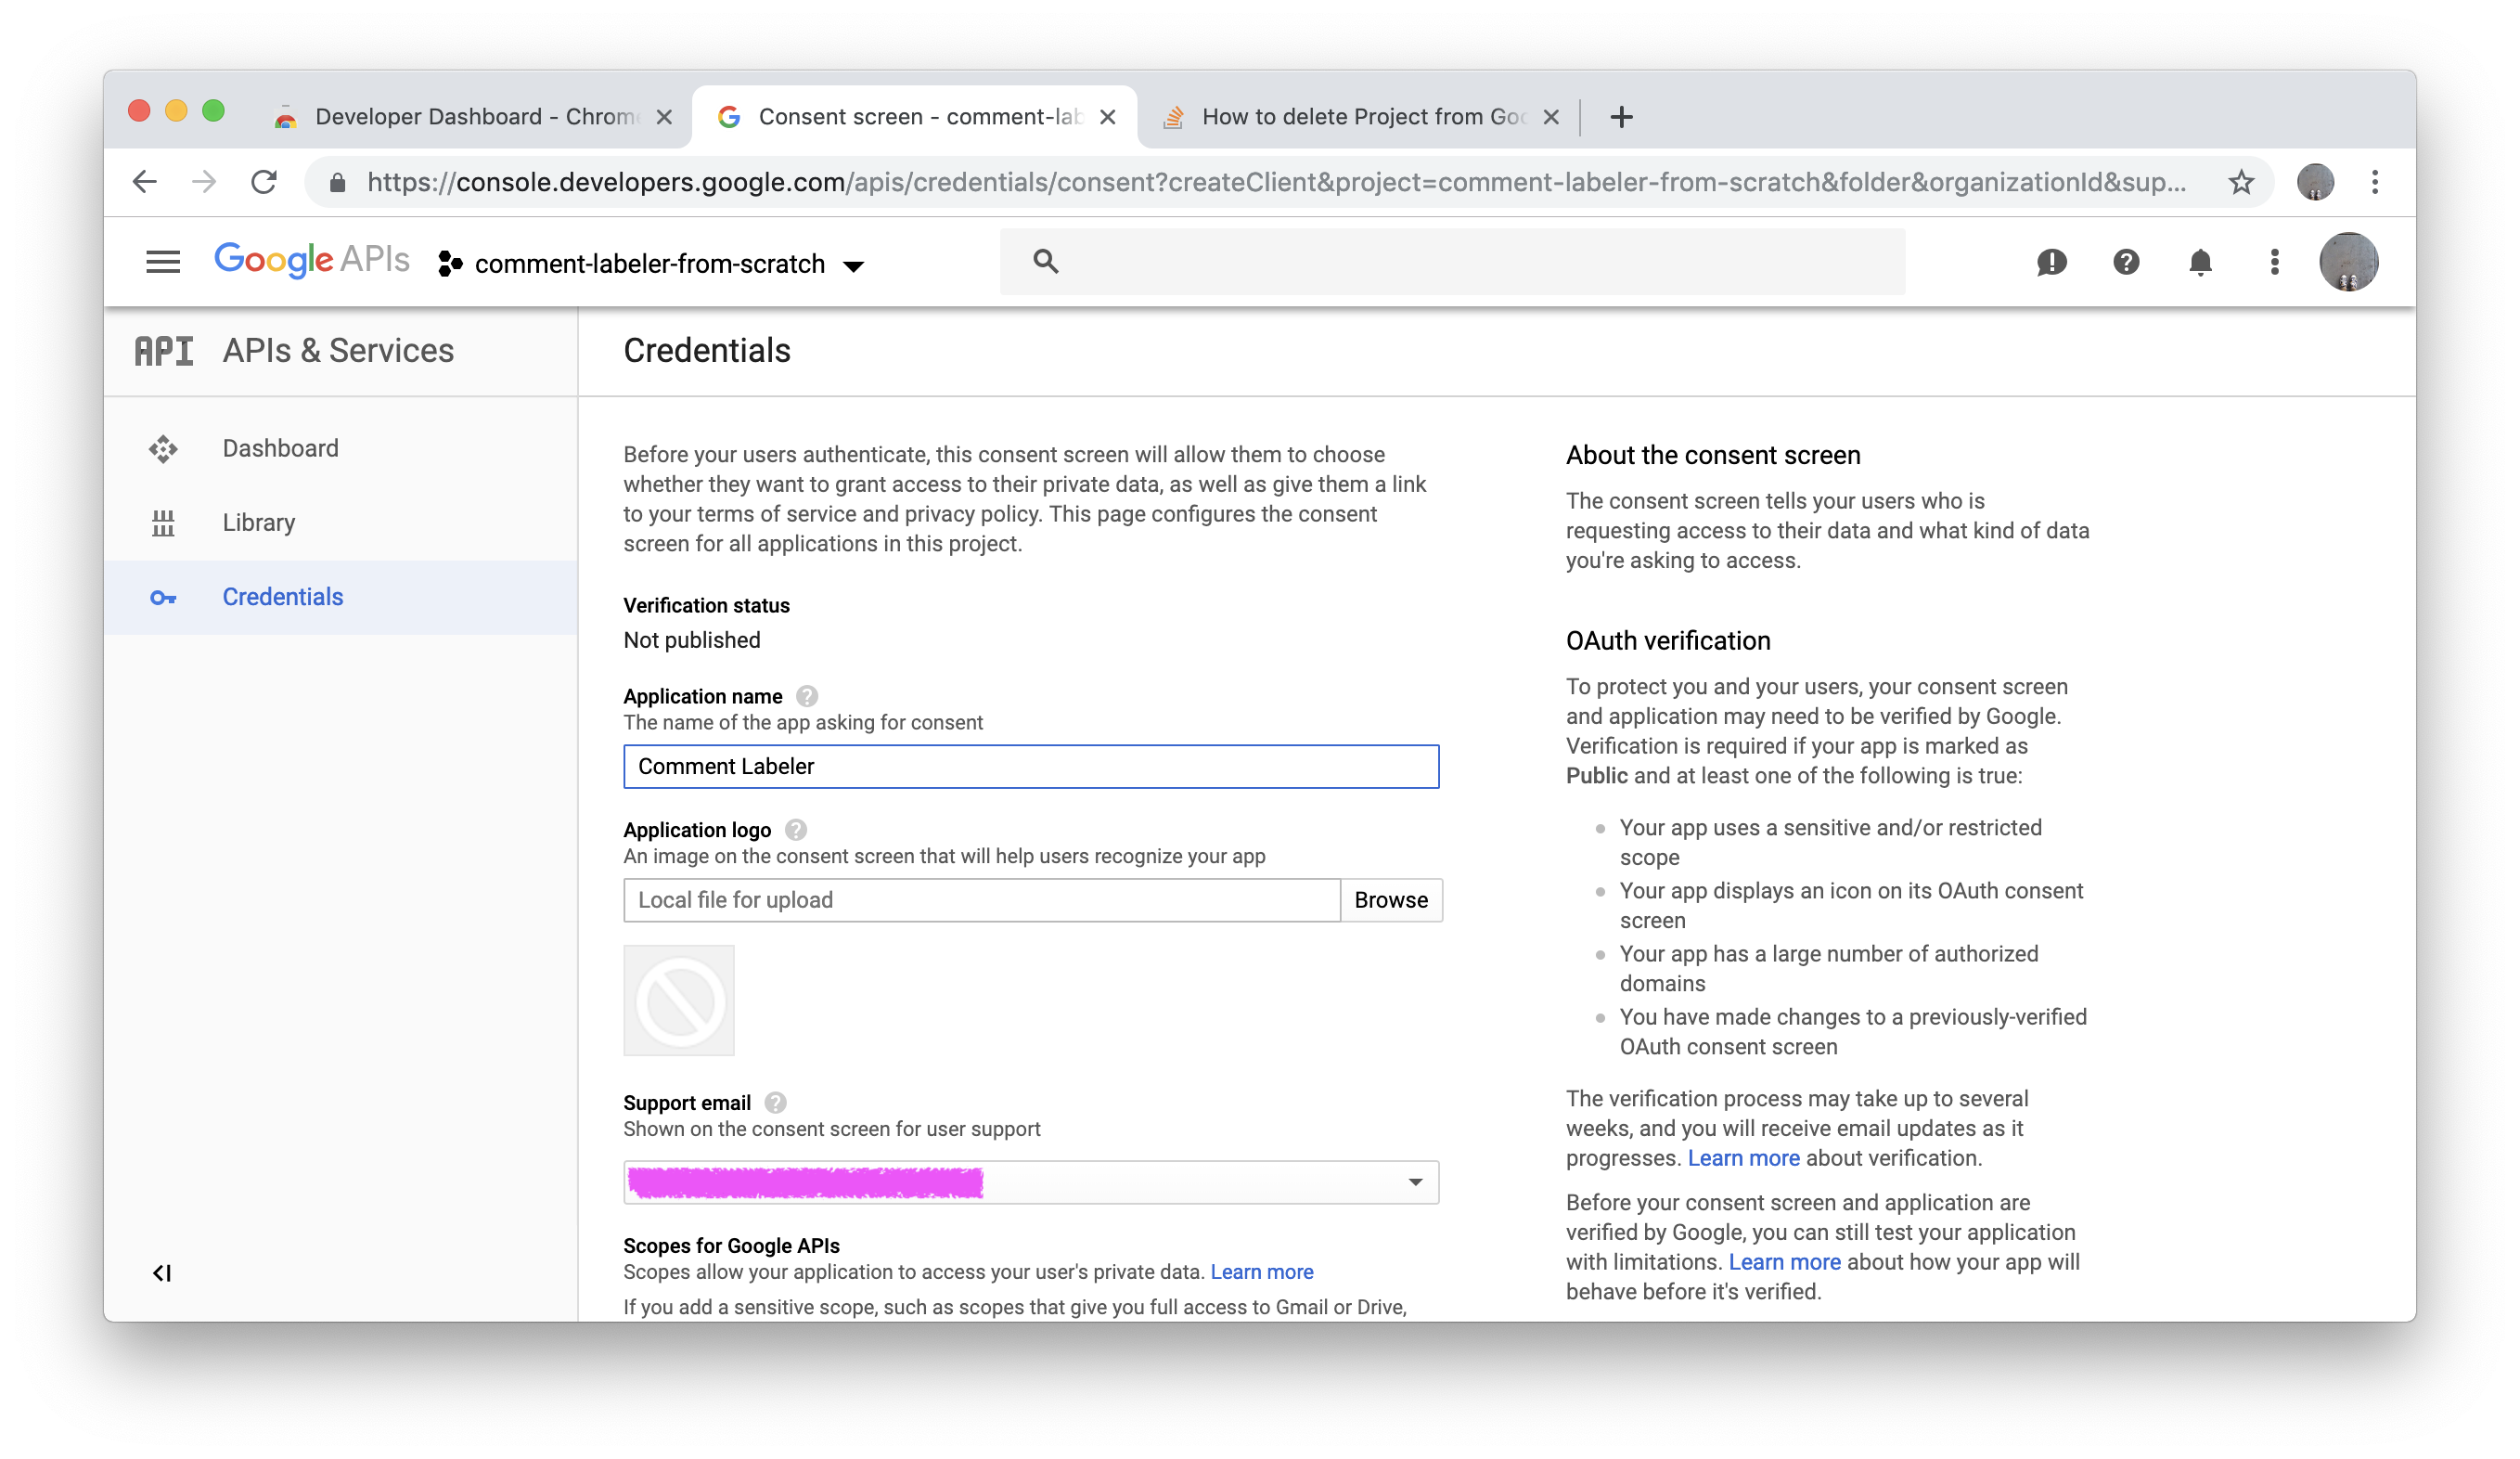 Developer Dashboard - Chrome
Consent screen - comment-lab
How to delete Project from Goo
https://console.developers.google.com/apis/credentials/consent?createClient&project=comment-labeler-from-scratch&folder&organizationId&sup...
Google APIs
comment-labeler-from-scratch
API APIs & Services
Credentials
Dashboard
Library
Credentials
Before your users authenticate, this consent screen will allow them to choose
whether they want to grant access to their private data, as well as give them a link
to your terms of service and privacy policy. This page configures the consent
screen for all applications in this project.
Verification status
Not published
Application name
The name of the app asking for consent
Comment Labeler
Application logo
An image on the consent screen that will help users recognize your app
Local file for upload
Browse
Support email
Shown on the consent screen for user support
Scopes for Google APIs
Scopes allow your application to access your user's private data. Learn more
If you add a sensitive scope, such as scopes that give you full access to Gmail or Drive,
About the consent screen
The consent screen tells your users who is
requesting access to their data and what kind of data
you're asking to access.
OAuth verification
To protect you and your users, your consent screen
and application may need to be verified by Google.
Verification is required if your app is marked as
Public and at least one of the following is true:
Your app uses a sensitive and/or restricted
scope
Your app displays an icon on its OAuth consent
screen
Your app has a large number of authorized
domains
You have made changes to a previously-verified
OAuth consent screen
The verification process may take up to several
weeks, and you will receive email updates as it
progresses. Learn more about verification.
Before your consent screen and application are
verified by Google, you can still test your application
with limitations. Learn more about how your app will
behave before it's verified.